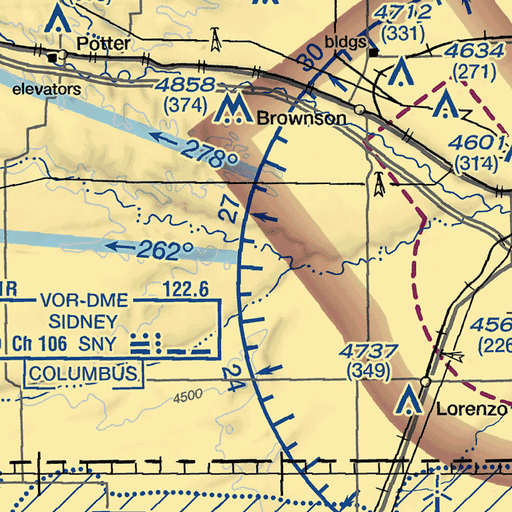 4712
(331)
bldgs
Potter
elevators
30
4634
(271)
4858
(374)
Brownson
4601
(314)
278°
27
262°
VOR-DME 122.6
SIDNEY
Ch 106 SNY
COLUMBUS
24
4500
4737
(349)
456
(226
Lorenzo